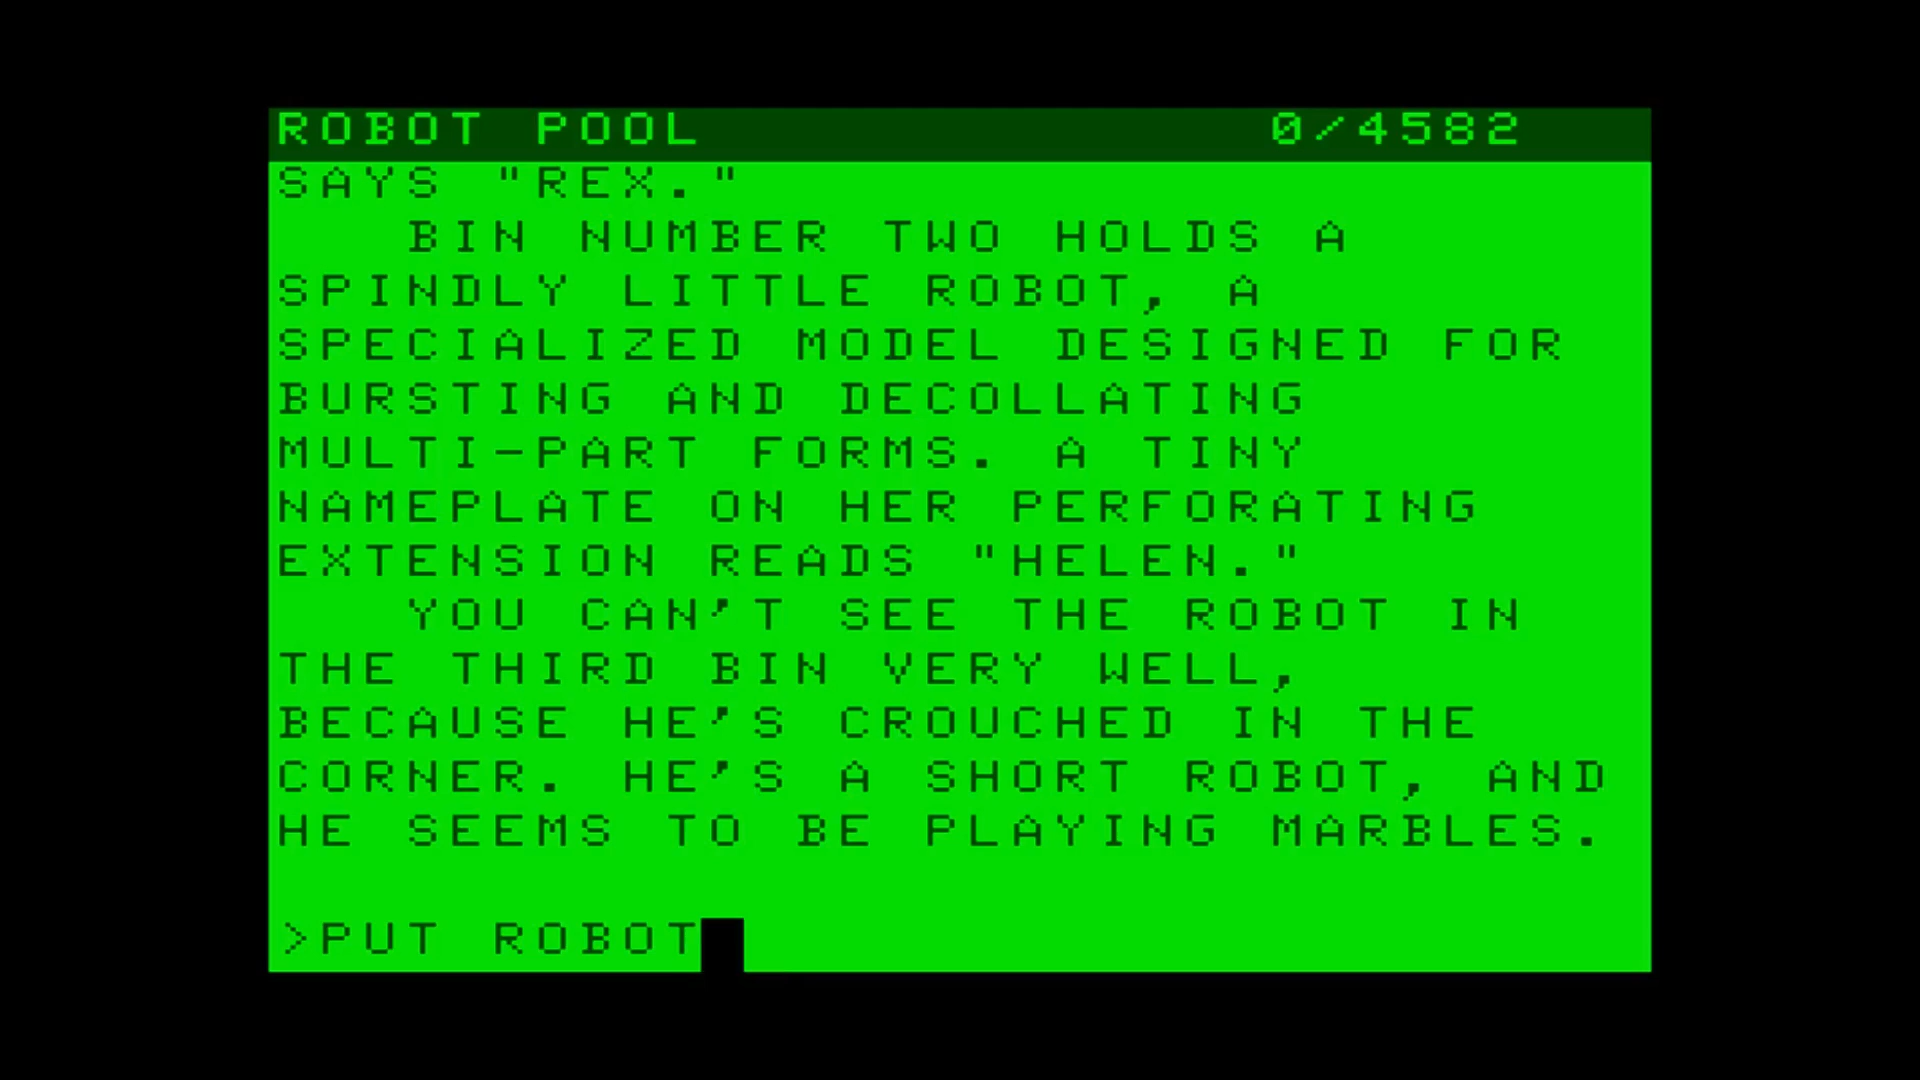 ROBOT POOL 0/4582
SAYS "REX."
BIN NUMBER TWO HOLDS A
SPINDLY LITTLE ROBOT, A
SPECIALIZED MODEL DESIGNED FOR
BURSTING AND DECOLLATING
MULTI-PART FORMS. A TINY
NAMEPLATE ON HER PERFORATING
EXTENSION READS "HELEN."
YOU CAN'T SEE THE ROBOT IN
THE THIRD BIN VERY WELL,
BECAUSE HE'S CROUCHED IN THE
CORNER. HE'S A SHORT ROBOT, AND
HE SEEMS TO BE PLAYING MARBLES.
>PUT ROBOT